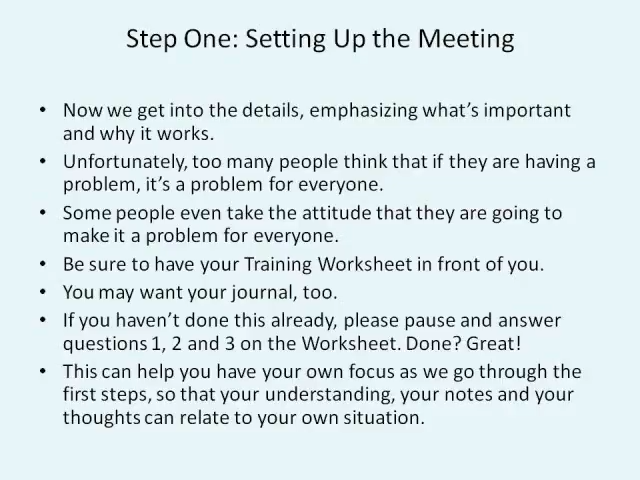 Step One: Setting Up the Meeting
• Now we get into the details, emphasizing what's important
and why it works.
• Unfortunately, too many people think that if they are having a
problem, it's a problem for everyone.
• Some people even take the attitude that they are going to
make it a problem for everyone.
• Be sure to have your Training Worksheet in front of you.
• You may want your journal, too.
• If you haven't done this already, please pause and answer
questions 1, 2 and 3 on the Worksheet. Done? Great!
• This can help you have your own focus as we go through the
first steps, so that your understanding, your notes and your
thoughts can relate to your own situation.